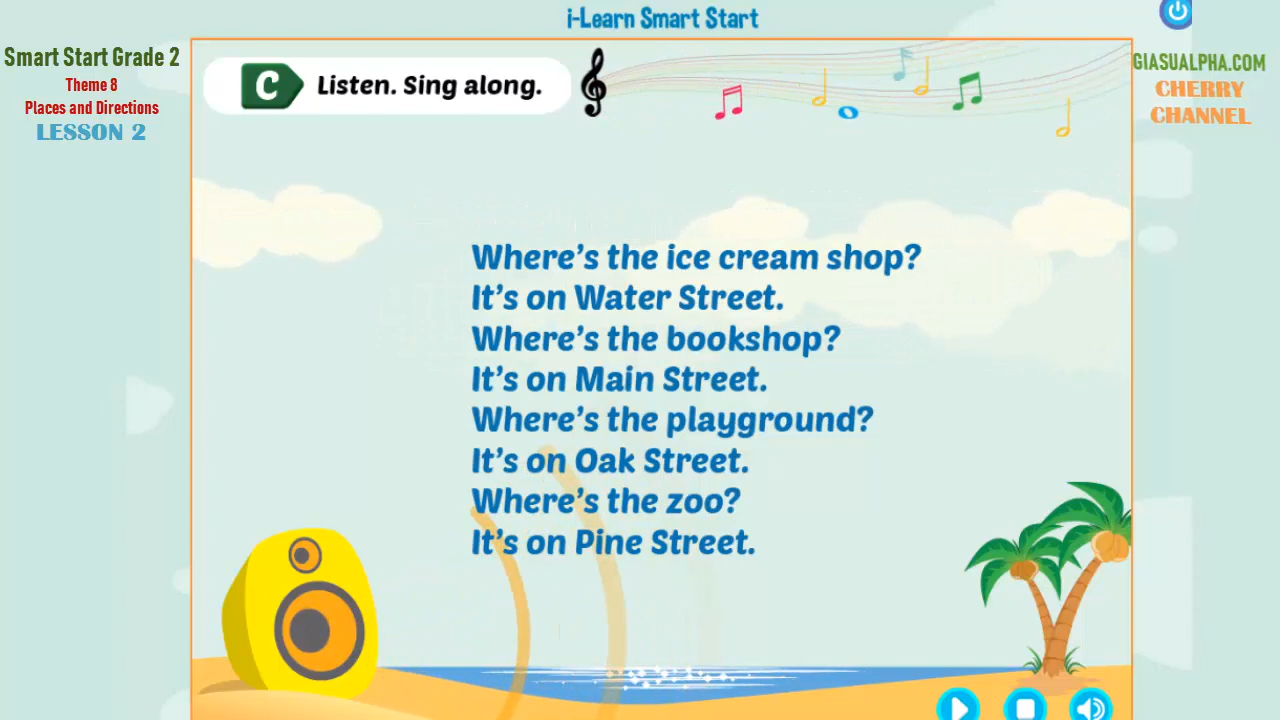 i-Learn Smart Start
Smart Start Grade 2
Theme 8
Places and Directions
LESSON 2
GIASUALPHA.COM
CHERRY
CHANNEL
C Listen. Sing along.
Where's the ice cream shop?
It's on Water Street.
Where's the bookshop?
It's on Main Street.
Where's the playground?
It's on Oak Street.
Where's the zoo?
It's on Pine Street.